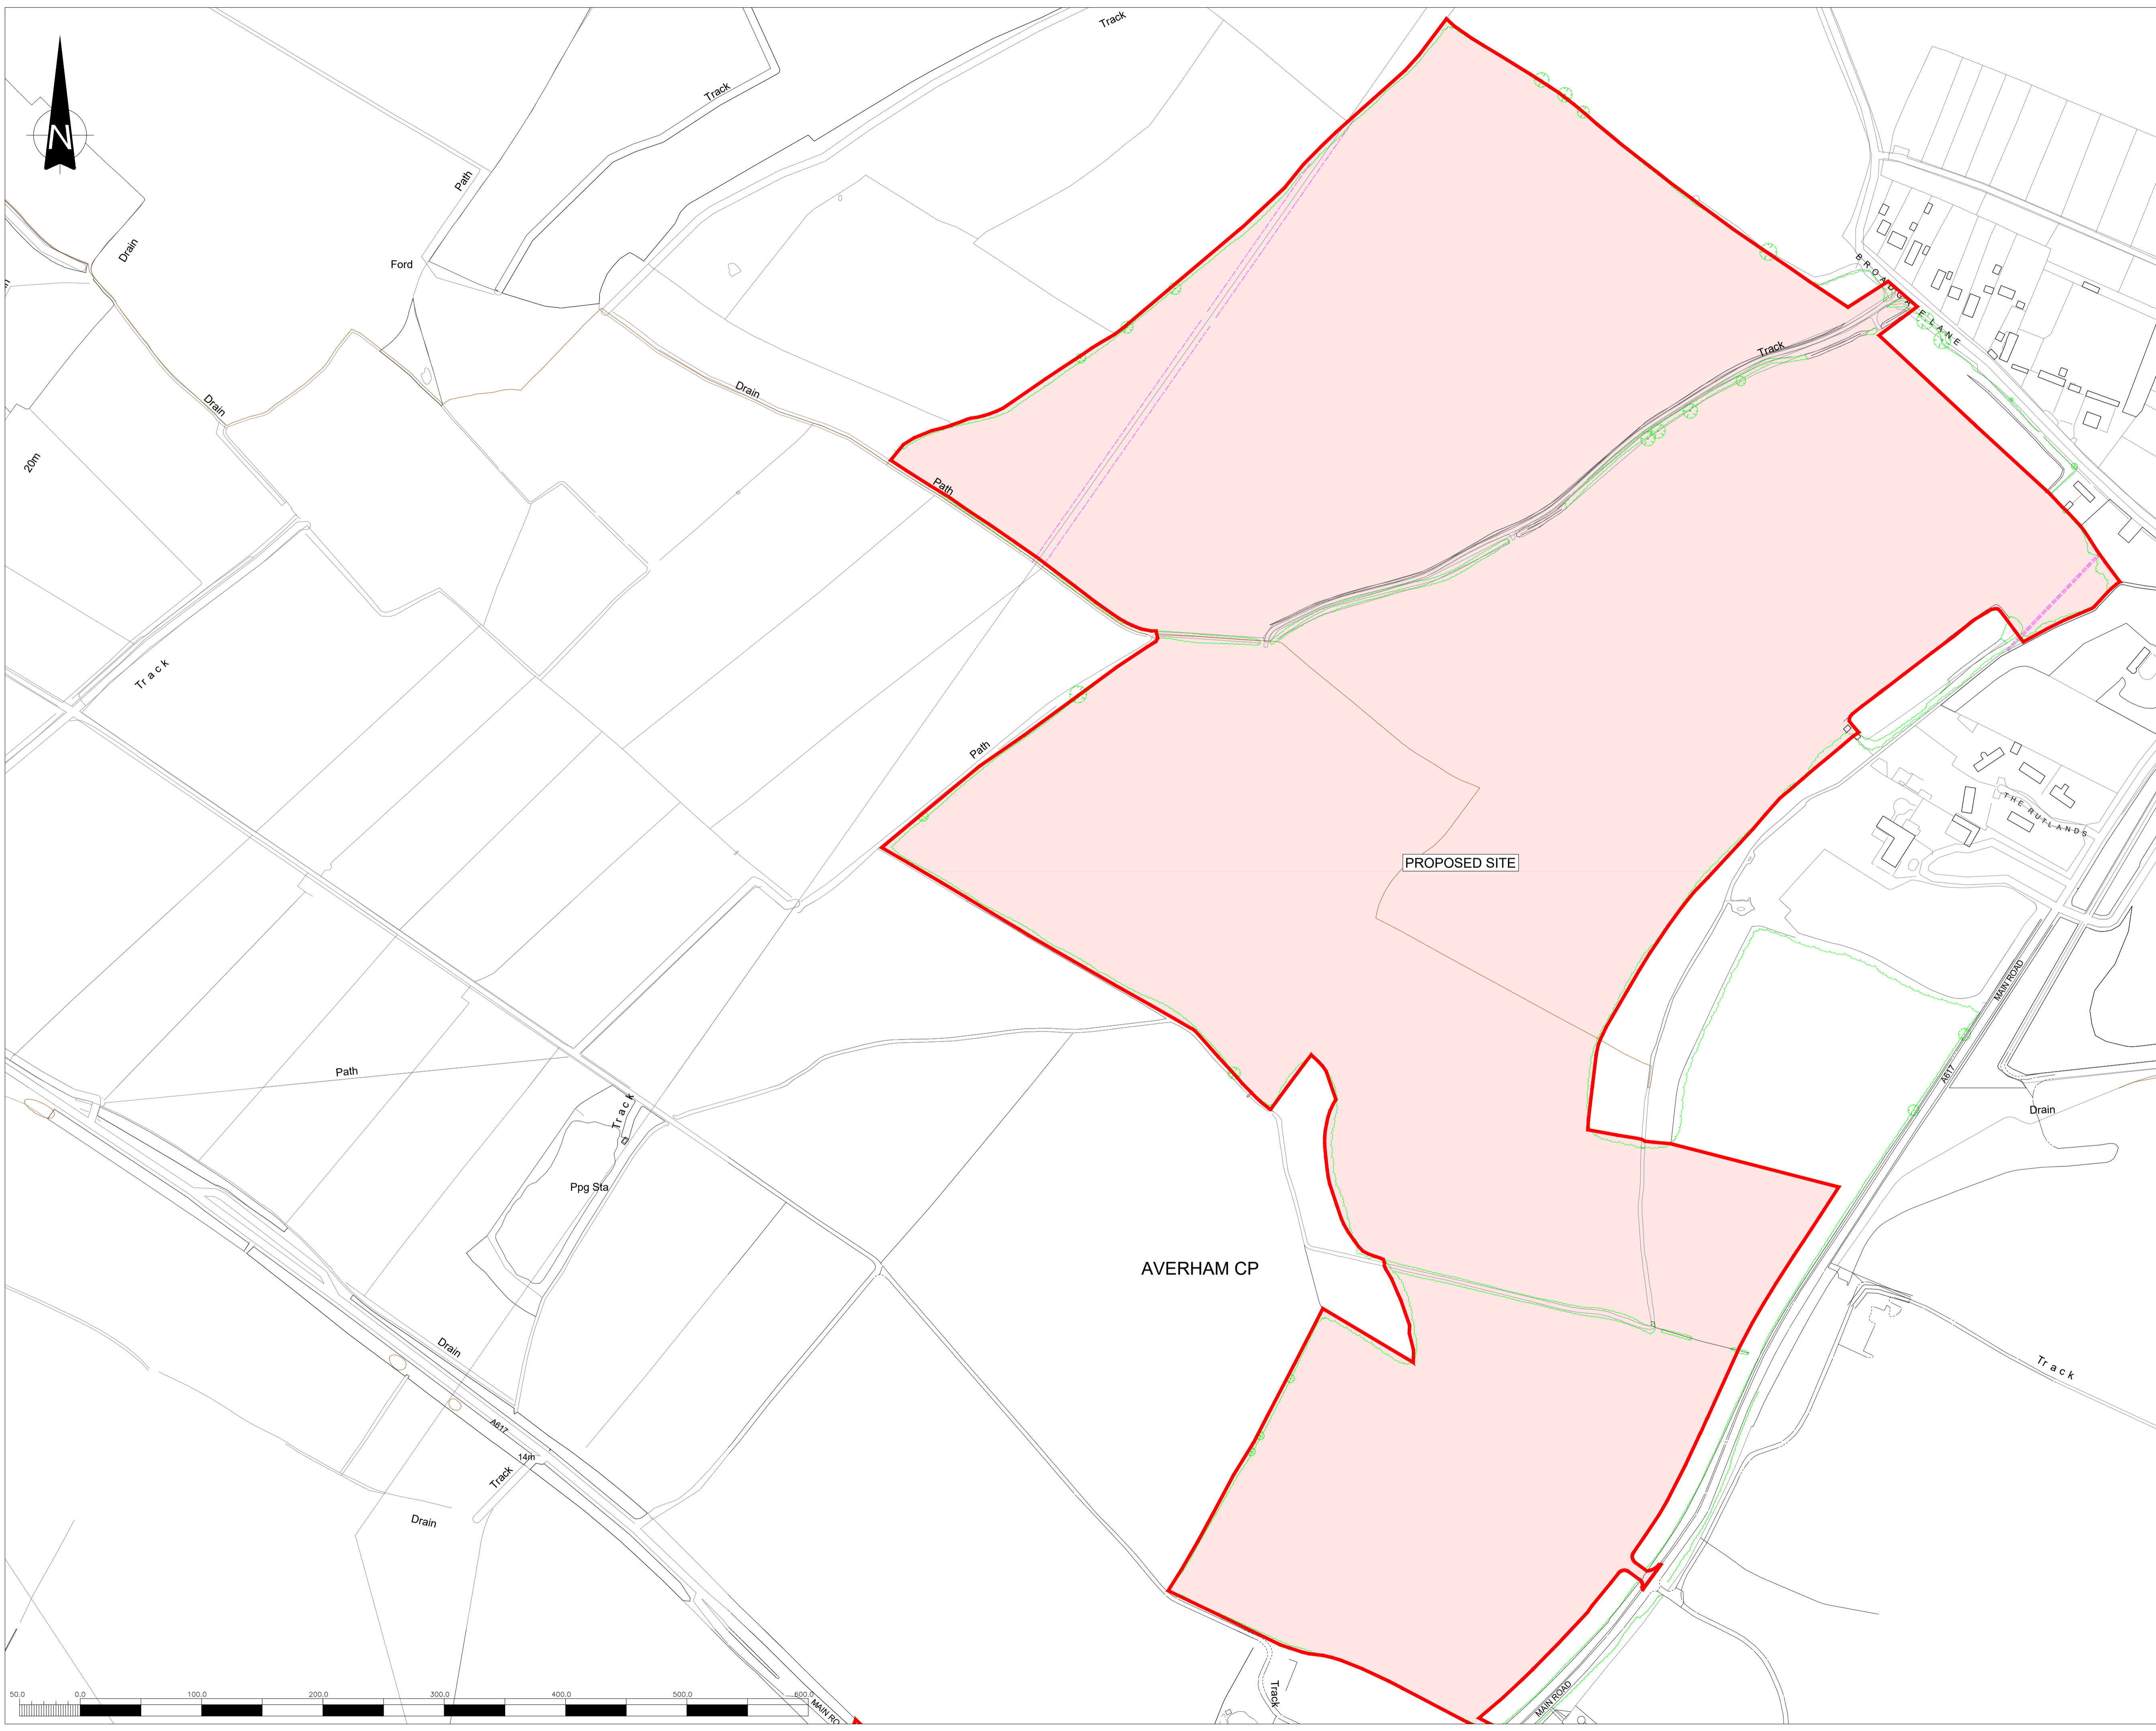 Track
N
Track
Path
Drain
Ford
BROADGATE LANE
Track
Drain
Drain
20m
Path
Track
Path
THE RUTLANDS
PROPOSED SITE
MAIN ROAD
A617
Path
Track
Drain
Ppg Sta
AVERHAM CP
Drain
Track
A617
14m
Track
Drain
Track
MAIN ROAD
50.0 0.0 100.0 200.0 300.0 400.0 500.0 600.0
MAIN RO